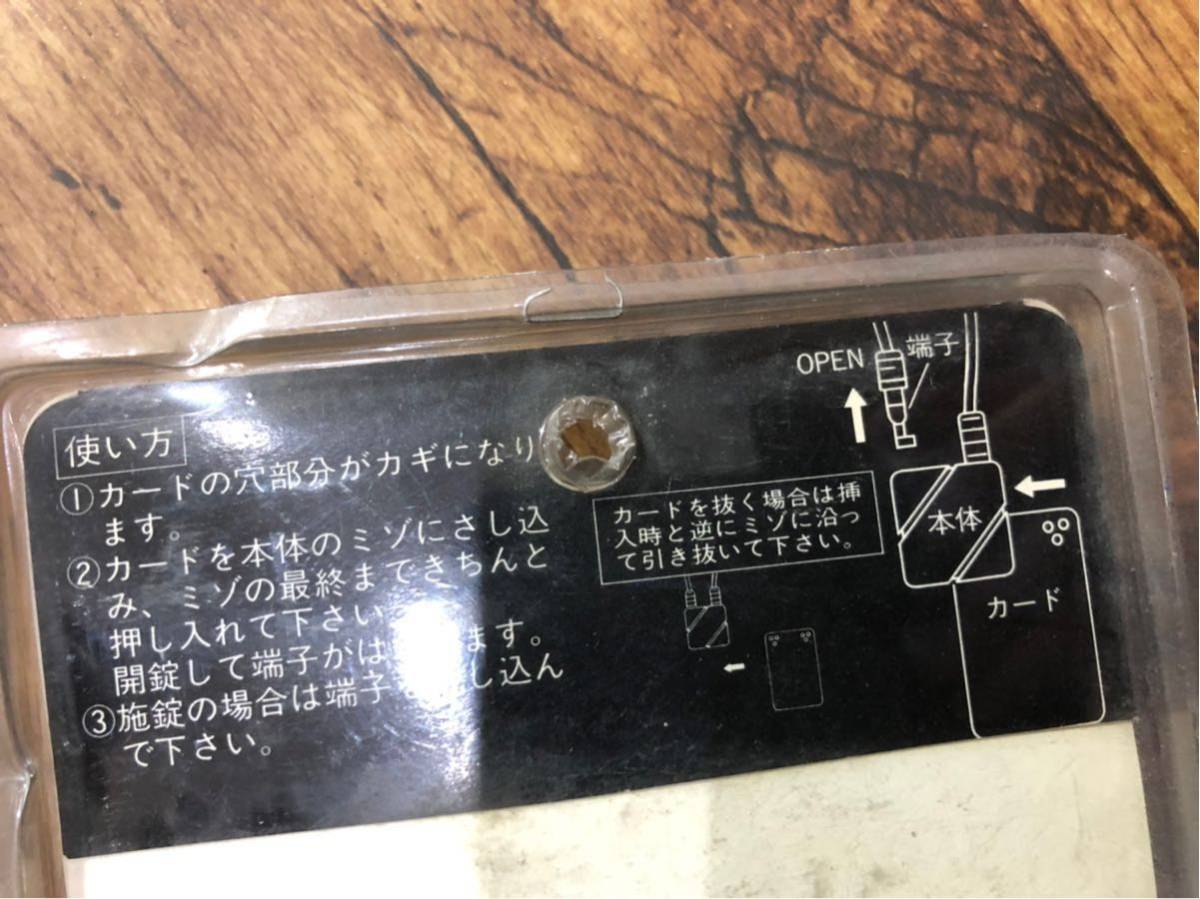 使い方
①カードの穴部分がカギになり
ます。
②カードを本体のミゾにさし込
み、ミゾの最終まできちんと
押し入れて下さい
開錠して端子がは ます。
③施錠の場合は端子 し込ん
で下さい。
カードを抜く場合は挿
入時と逆にミゾに沿っ
て引き抜いて下さい。
OPEN
端子
本体
カード